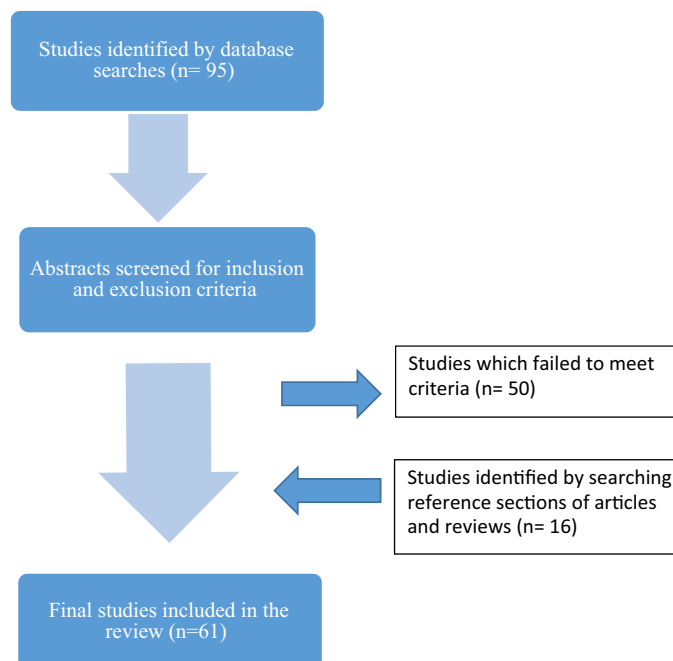 Studies identified by database
searches (n= 95)
Abstracts screened for inclusion
and exclusion criteria
Studies which failed to meet
criteria (n= 50)
Studies identified by searching
reference sections of articles
and reviews (n= 16)
Final studies included in the
review (n=61)